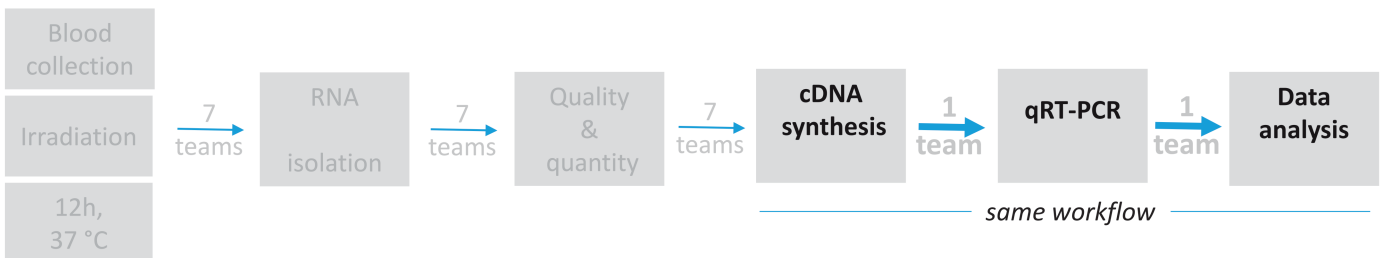 Blood
collection
Irradiation
12h,
37 °C
7
teams
RNA
isolation
7
teams
Quality
&
quantity
7
teams
cDNA
synthesis
1
team
qRT-PCR
1
team
Data
analysis
same workflow